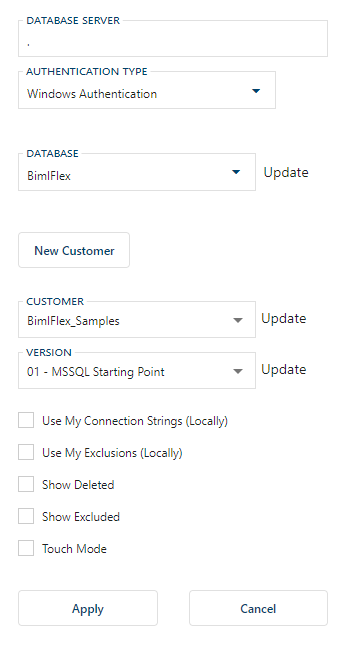 DATABASE SERVER
.
AUTHENTICATION TYPE
Windows Authentication
DATABASE
BimlFlex
Update
New Customer
CUSTOMER
BimlFlex_Samples
Update
VERSION
01 - MSSQL Starting Point
Update
Use My Connection Strings (Locally)
Use My Exclusions (Locally)
Show Deleted
Show Excluded
Touch Mode
Apply
Cancel